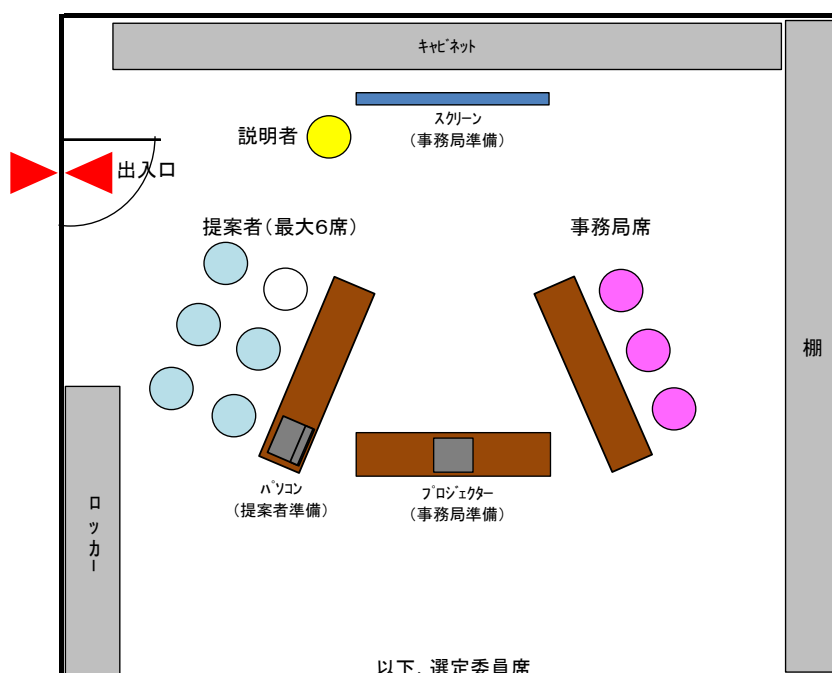 キャビネット
スクリーン
（事務局準備）
説明者
出入口
提案者（最大６席）
事務局席
棚
パソコン
（提案者準備）
プロジェクター
（事務局準備）
ロッカー
以下，選定委員席